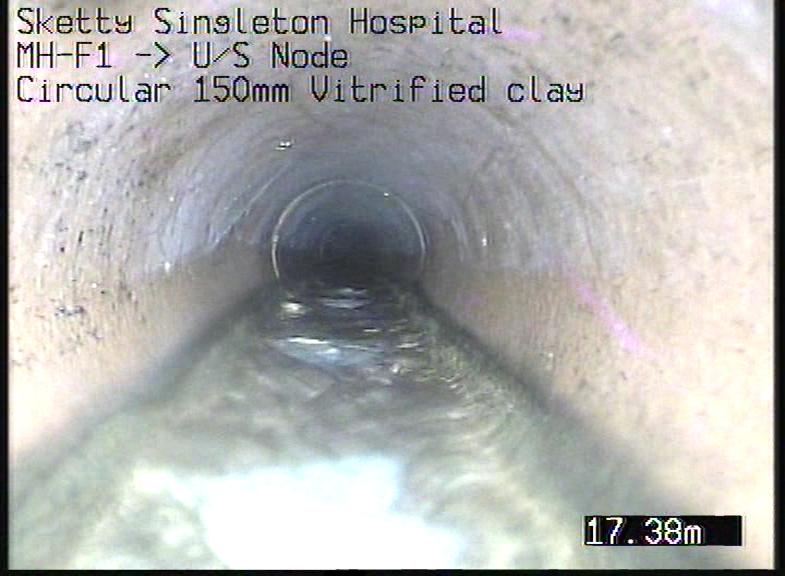 Sketty Singleton Hospital
MH-F1 -> U/S Node
Circular 150mm Vitrified clay
17.38m